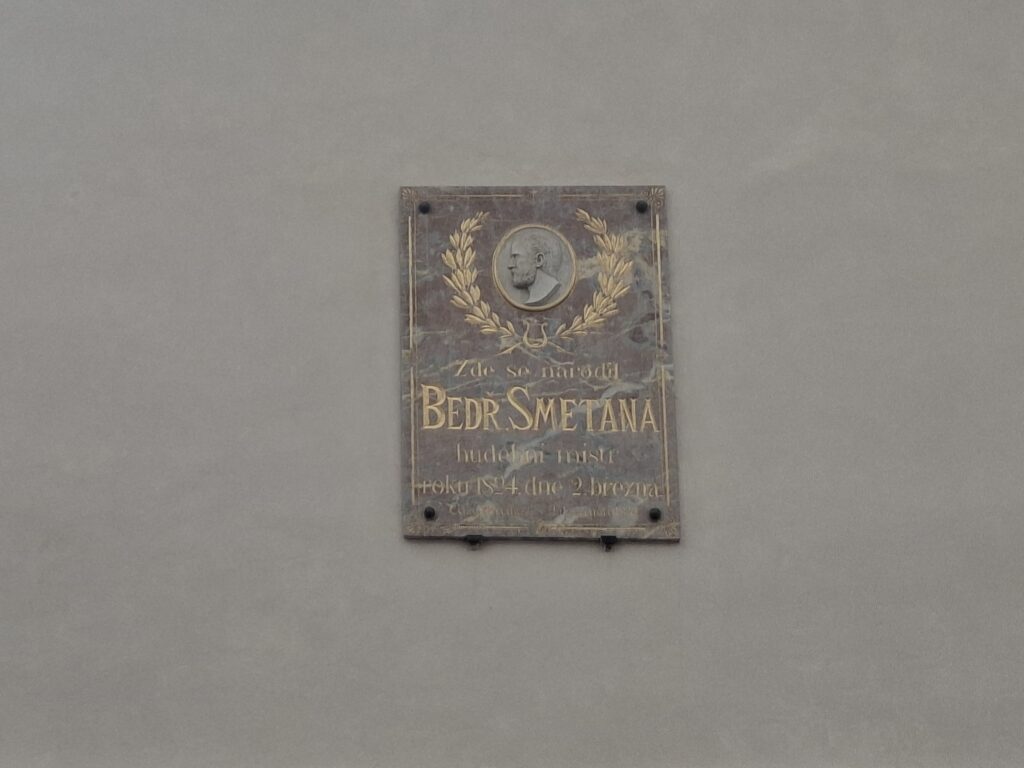 Zde se narodil
BEDR. SMETANA
hudební mistr
roku 1824. dne 2. března.